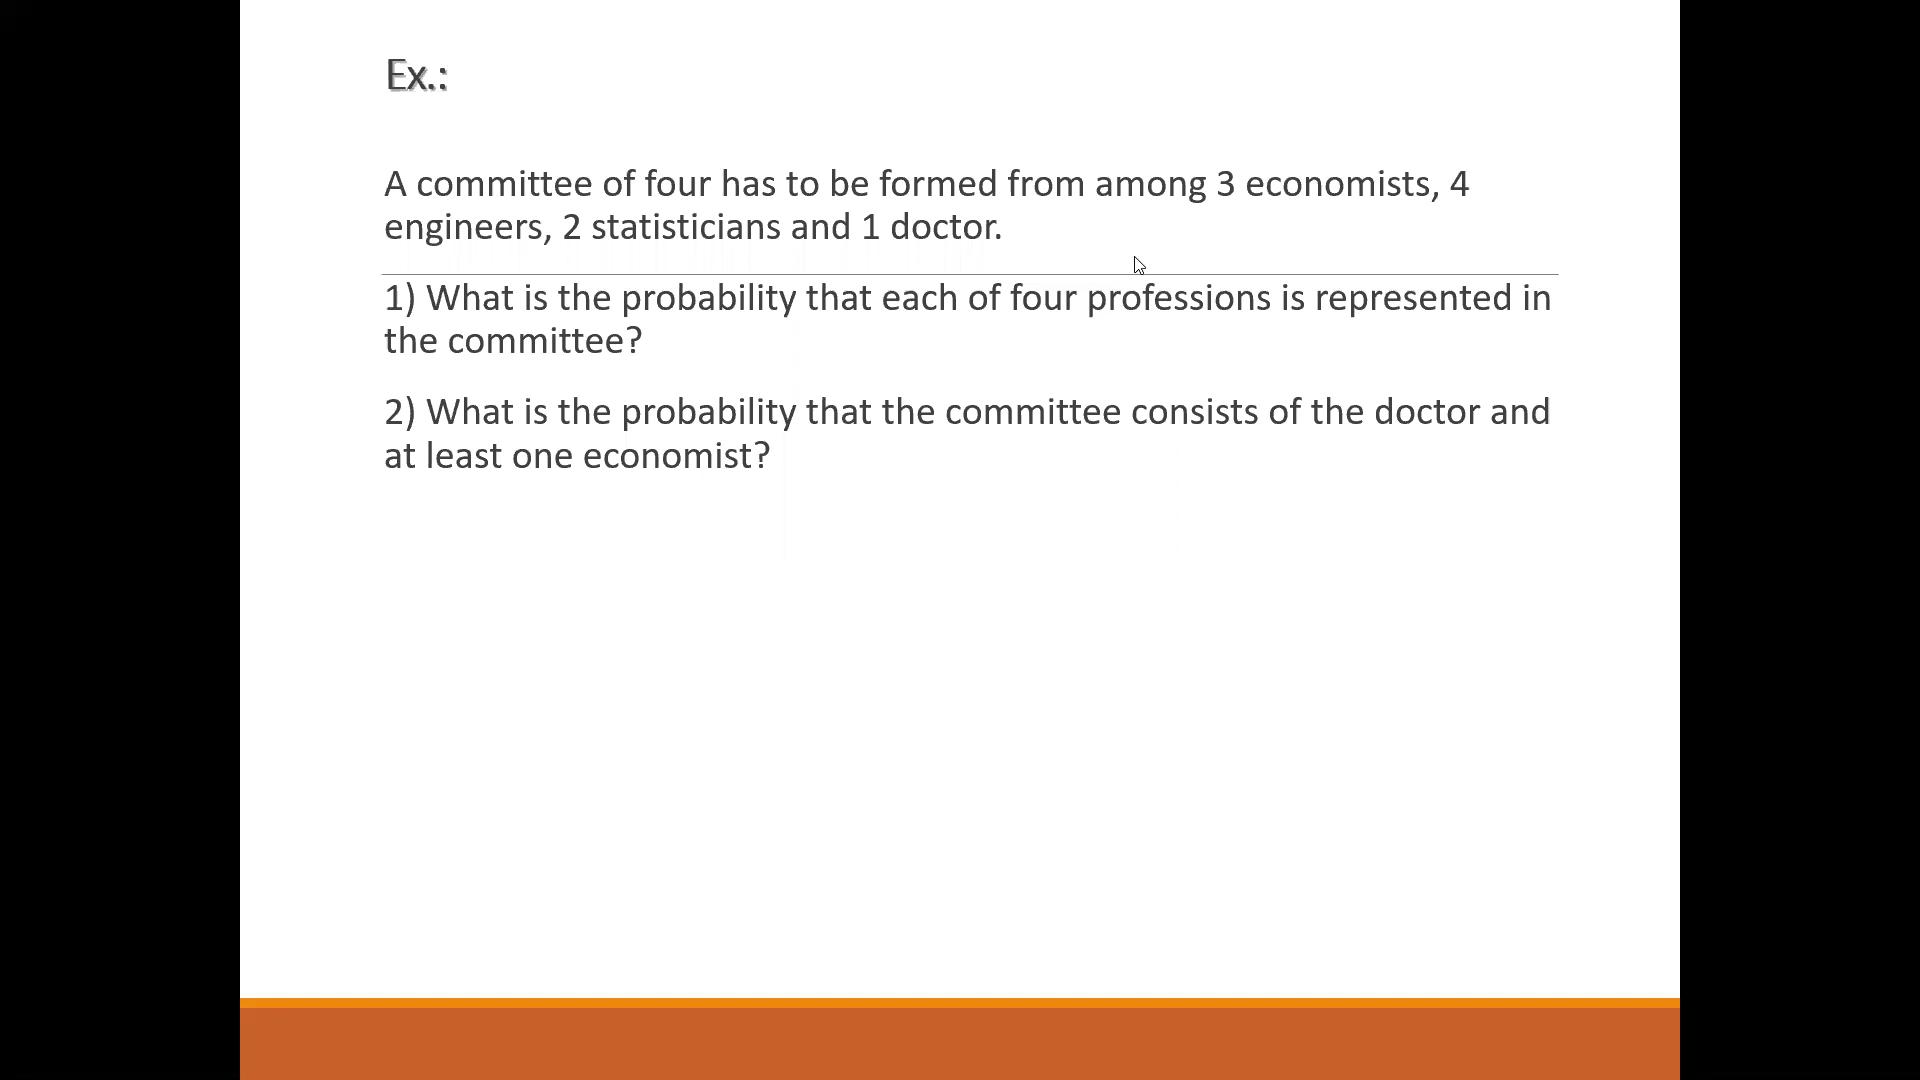 Ex.:
A committee of four has to be formed from among 3 economists, 4
engineers, 2 statisticians and 1 doctor.
1) What is the probability that each of four professions is represented in
the committee?
2) What is the probability that the committee consists of the doctor and
at least one economist?